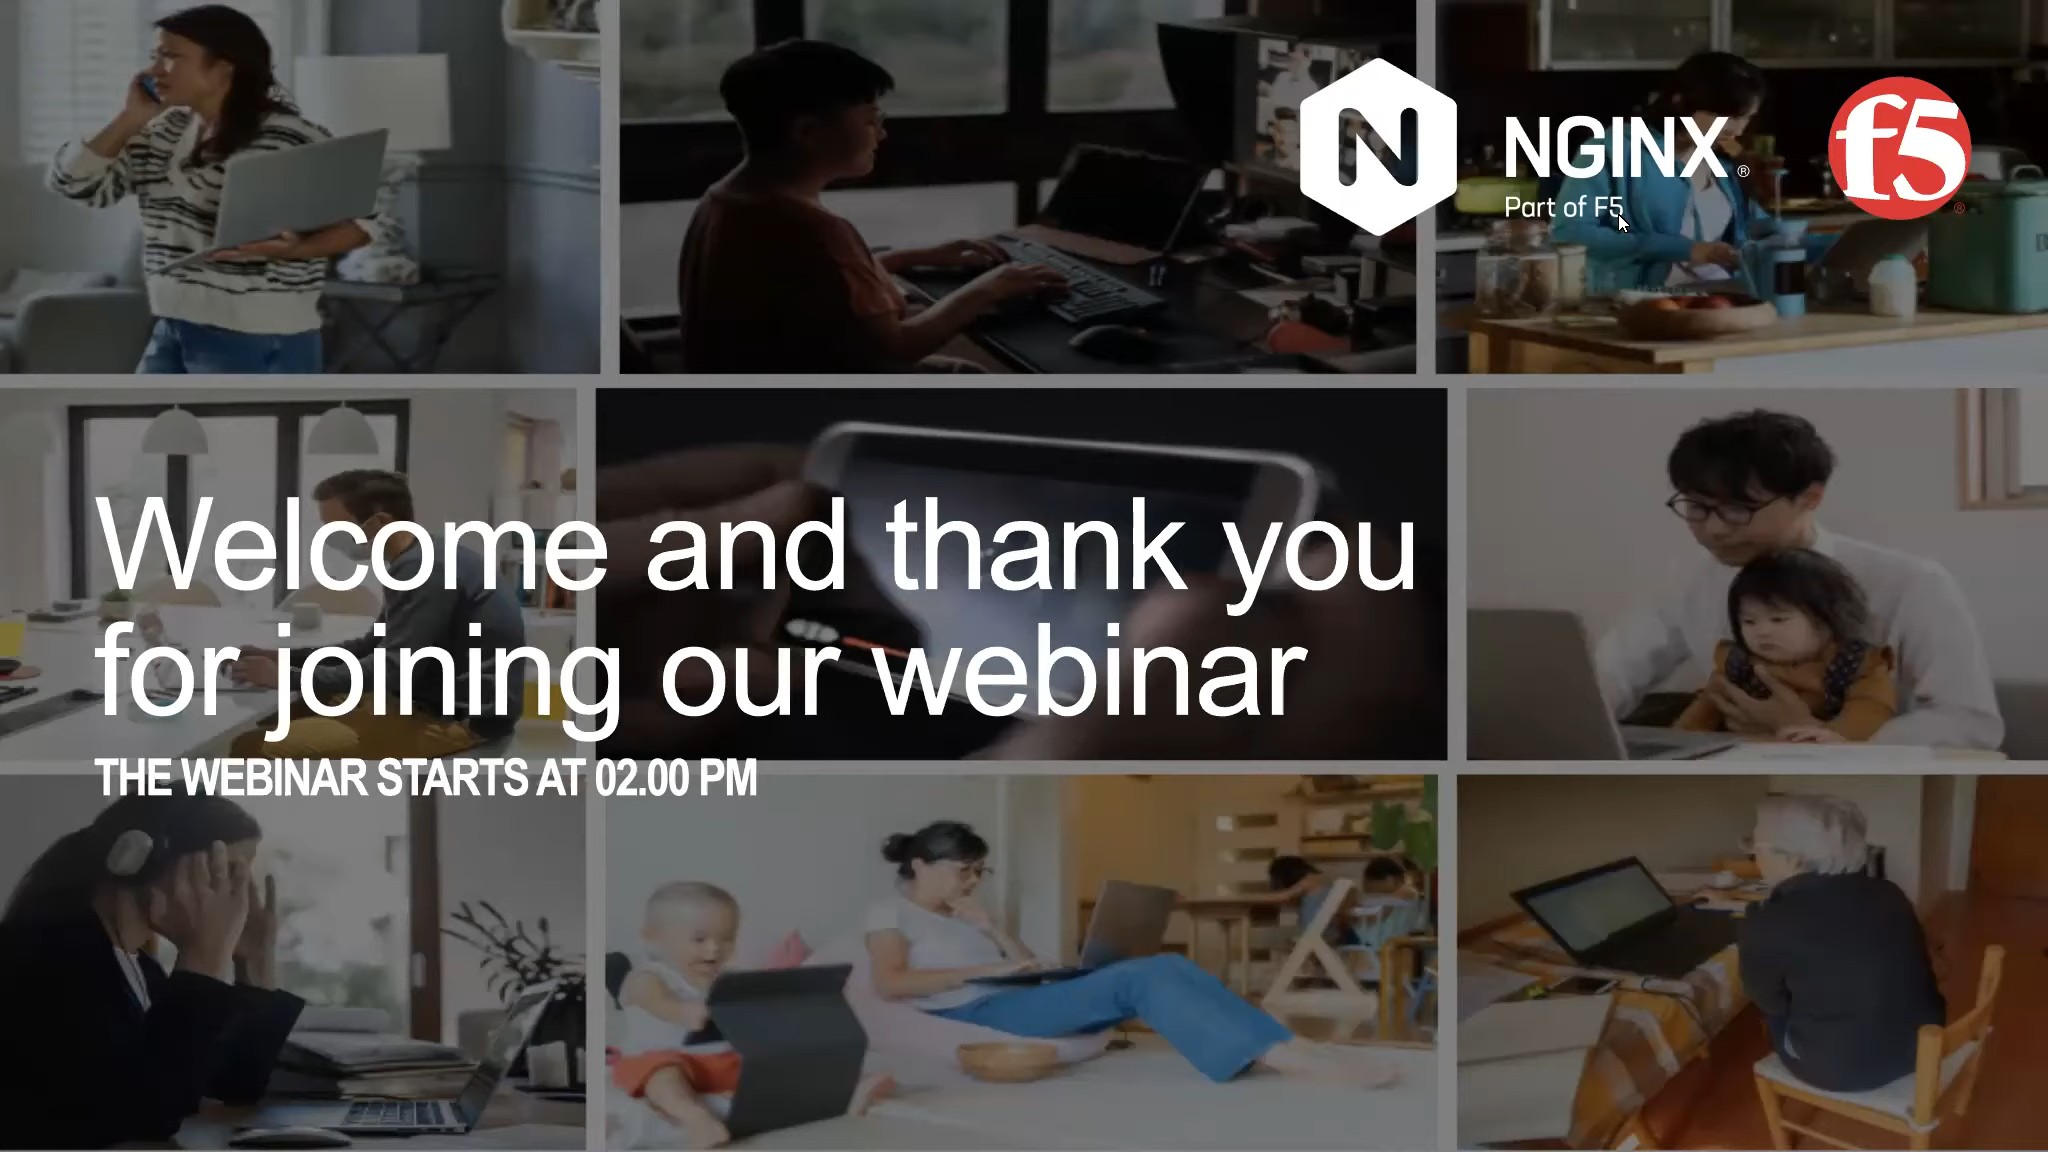 N
NGINX®
Part of F5
f5®
Welcome and thank you
for joining our webinar
THE WEBINAR STARTS AT 02.00 PM